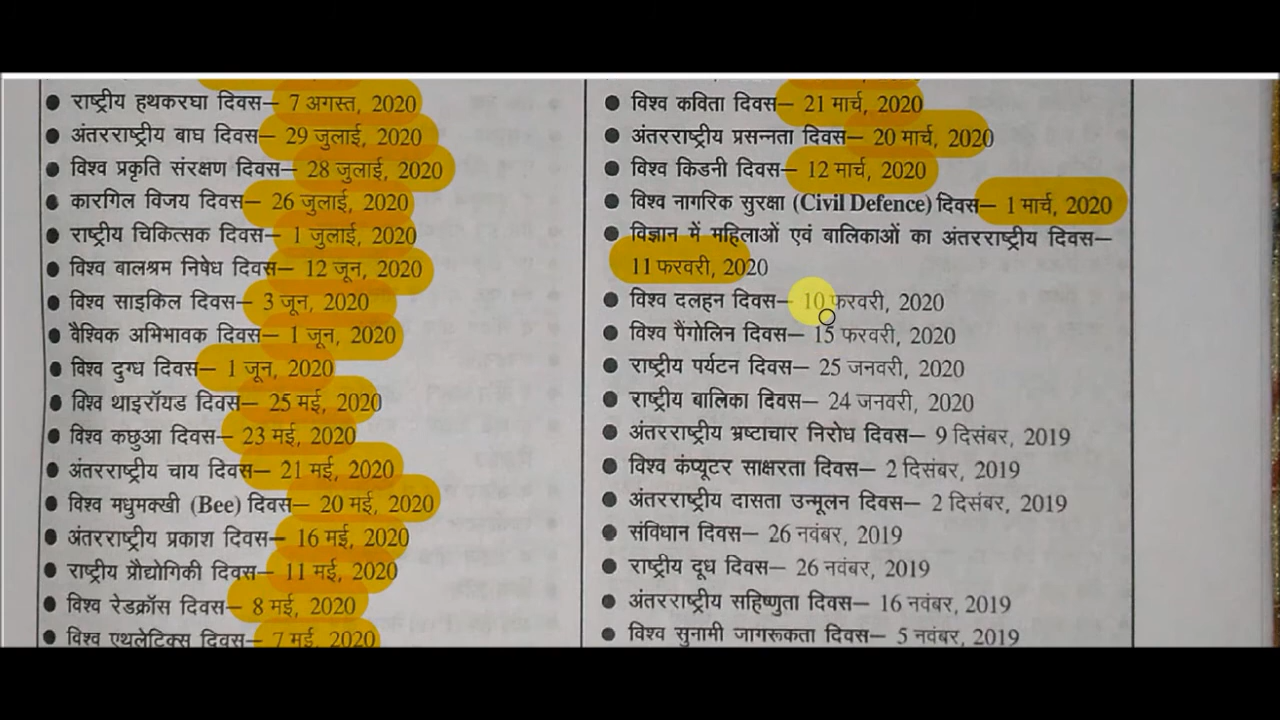 ● राष्ट्रीय हथकरघा दिवस– 7 अगस्त, 2020
● अंतरराष्ट्रीय बाघ दिवस– 29 जुलाई, 2020
● विश्व प्रकृति संरक्षण दिवस– 28 जुलाई, 2020
● कारगिल विजय दिवस– 26 जुलाई, 2020
● राष्ट्रीय चिकित्सक दिवस– 1 जुलाई, 2020
● विश्व बालश्रम निषेध दिवस– 12 जून, 2020
● विश्व साइकिल दिवस– 3 जून, 2020
● वैश्विक अभिभावक दिवस– 1 जून, 2020
● विश्व दुग्ध दिवस– 1 जून, 2020
● विश्व थाइरॉयड दिवस– 25 मई, 2020
● विश्व कछुआ दिवस– 23 मई, 2020
● अंतरराष्ट्रीय चाय दिवस– 21 मई, 2020
● विश्व मधुमक्खी (Bee) दिवस– 20 मई, 2020
● अंतरराष्ट्रीय प्रकाश दिवस– 16 मई, 2020
● राष्ट्रीय प्रौद्योगिकी दिवस– 11 मई, 2020
● विश्व रेडक्रॉस दिवस– 8 मई, 2020
● विश्व एथलेटिक्स दिवस– 7 मई, 2020
● विश्व कविता दिवस– 21 मार्च, 2020
● अंतरराष्ट्रीय प्रसन्नता दिवस– 20 मार्च, 2020
● विश्व किडनी दिवस– 12 मार्च, 2020
● विश्व नागरिक सुरक्षा (Civil Defence) दिवस– 1 मार्च, 2020
● विज्ञान में महिलाओं एवं बालिकाओं का अंतरराष्ट्रीय दिवस–
11 फरवरी, 2020
● विश्व दलहन दिवस– 10 फरवरी, 2020
● विश्व पैंगोलिन दिवस– 15 फरवरी, 2020
● राष्ट्रीय पर्यटन दिवस– 25 जनवरी, 2020
● राष्ट्रीय बालिका दिवस– 24 जनवरी, 2020
● अंतरराष्ट्रीय भ्रष्टाचार निरोध दिवस– 9 दिसंबर, 2019
● विश्व कंप्यूटर साक्षरता दिवस– 2 दिसंबर, 2019
● अंतरराष्ट्रीय दासता उन्मूलन दिवस– 2 दिसंबर, 2019
● संविधान दिवस– 26 नवंबर, 2019
● राष्ट्रीय दूध दिवस– 26 नवंबर, 2019
● अंतरराष्ट्रीय सहिष्णुता दिवस– 16 नवंबर, 2019
● विश्व सुनामी जागरूकता दिवस– 5 नवंबर, 2019